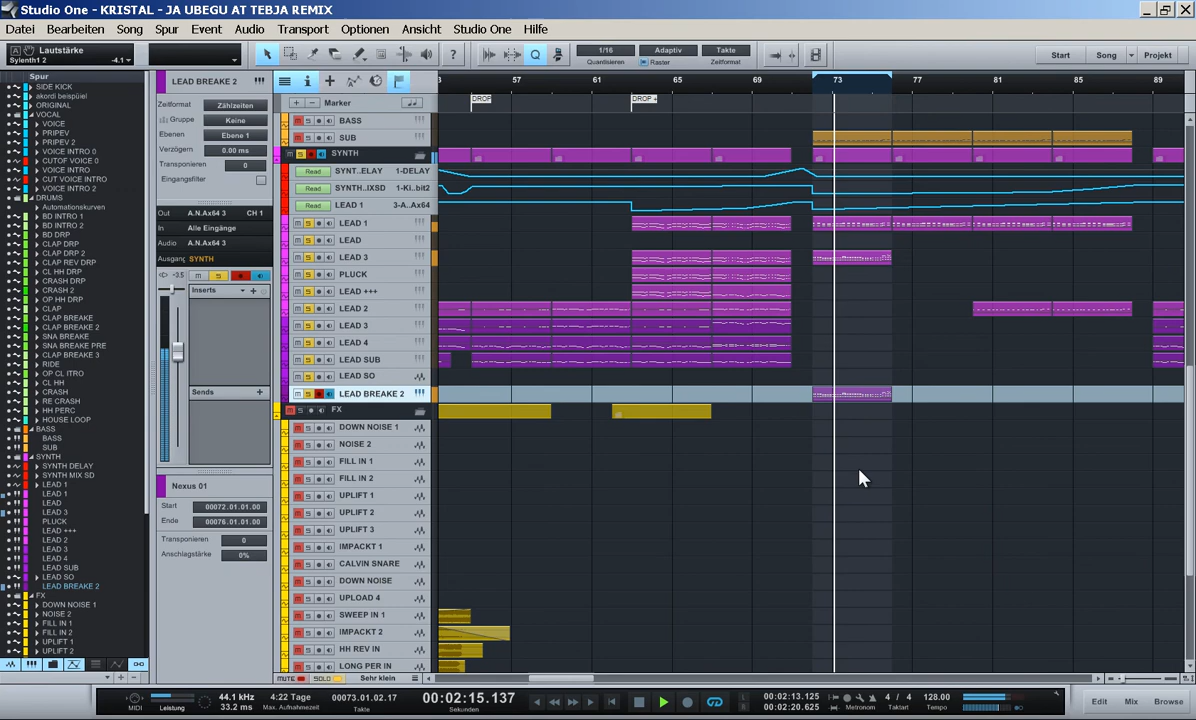 Studio One - KRISTAL - JA UBEGU AT TEBJA REMIX
Datei Bearbeiten Song Spur Event Audio Transport Optionen Ansicht Studio One Hilfe
Lautstärke
Sylenth1 2 -4.1
1/16 Quantisieren
Adaptiv Raster
Takte Zeitformat
Start Song Projekt
Spur
SIDE KICK
akordi beispüiel
ORIGINAL
VOCAL
VOICE
PRIPEV
PRIPEV 2
VOICE INTRO 0
CUTOF VOICE 0
VOICE INTRO
CUT VOICE INTRO
VOICE INTRO 2
DRUMS
Automationskurven
BD INTRO 1
BD INTRO 2
BD DRP
CLAP DRP
CLAP DRP 2
CLAP REV DRP
CL HH DRP
CRASH DRP
CRASH 2
OP HH DRP
CLAP
CLAP BREAKE
CLAP BREAKE 2
SNA BREAKE
SNA BREAKE PRE
CLAP BREAKE 3
RIDE
CL HH
CRASH
RE CRASH
HH PERC
HOUSE LOOP
BASS
BASS
SUB
SYNTH
SYNTH DELAY
SYNTH MIX SD
LEAD 1
LEAD 1
LEAD
LEAD 3
PLUCK
LEAD +++
LEAD 2
LEAD 3
LEAD 4
LEAD SUB
LEAD SO
LEAD BREAKE 2
FX
DOWN NOISE 1
NOISE 2
FILL IN 1
FILL IN 2
UPLIFT 1
UPLIFT 2
LEAD BREAKE 2
Zeitformat Zählzeiten
Gruppe Keine
Ebenen Ebene 1
Verzögern 0.00 ms
Transponieren 0
Eingangsfilter
Out A.N.Ax64 3 CH 1
In Alle Eingänge
Audio A.N.Ax64 3
Ausgang SYNTH
-3.5 M S
Inserts
Sends
Nexus 01
Start 00072.01.01.00
Ende 00076.01.01.00
Transponieren 0
Anschlagstärke 0%
3 57 61 65 69 73 77 81 85 89
Marker
DROP DROP +
BASS
SUB
SYNTH
Read SYNT..ELAY 1-DELAY
Read SYNTH..IXSD 1-Ki..bit2
Read LEAD 1 3-A..Ax64
LEAD 1
LEAD
LEAD 3
PLUCK
LEAD +++
LEAD 2
LEAD 3
LEAD 4
LEAD SUB
LEAD SO
LEAD BREAKE 2
FX
DOWN NOISE 1
NOISE 2
FILL IN 1
FILL IN 2
UPLIFT 1
UPLIFT 2
UPLIFT 3
IMPACKT 1
CALVIN SNARE
DOWN NOISE
UPLOAD 4
SWEEP IN 1
IMPACKT 2
HH REV IN
LONG PER IN
MUTE SOLO Sehr klein
MIDI Leistung
44.1 kHz
33.2 ms
4:22 Tage
Max. Aufnahmezeit
00073.01.02.17
Takte
00:02:15.137
Sekunden
00:02:13.125
00:02:20.625
Metronom
4 / 4
Taktart
128.00
Tempo
Edit Mix Browse